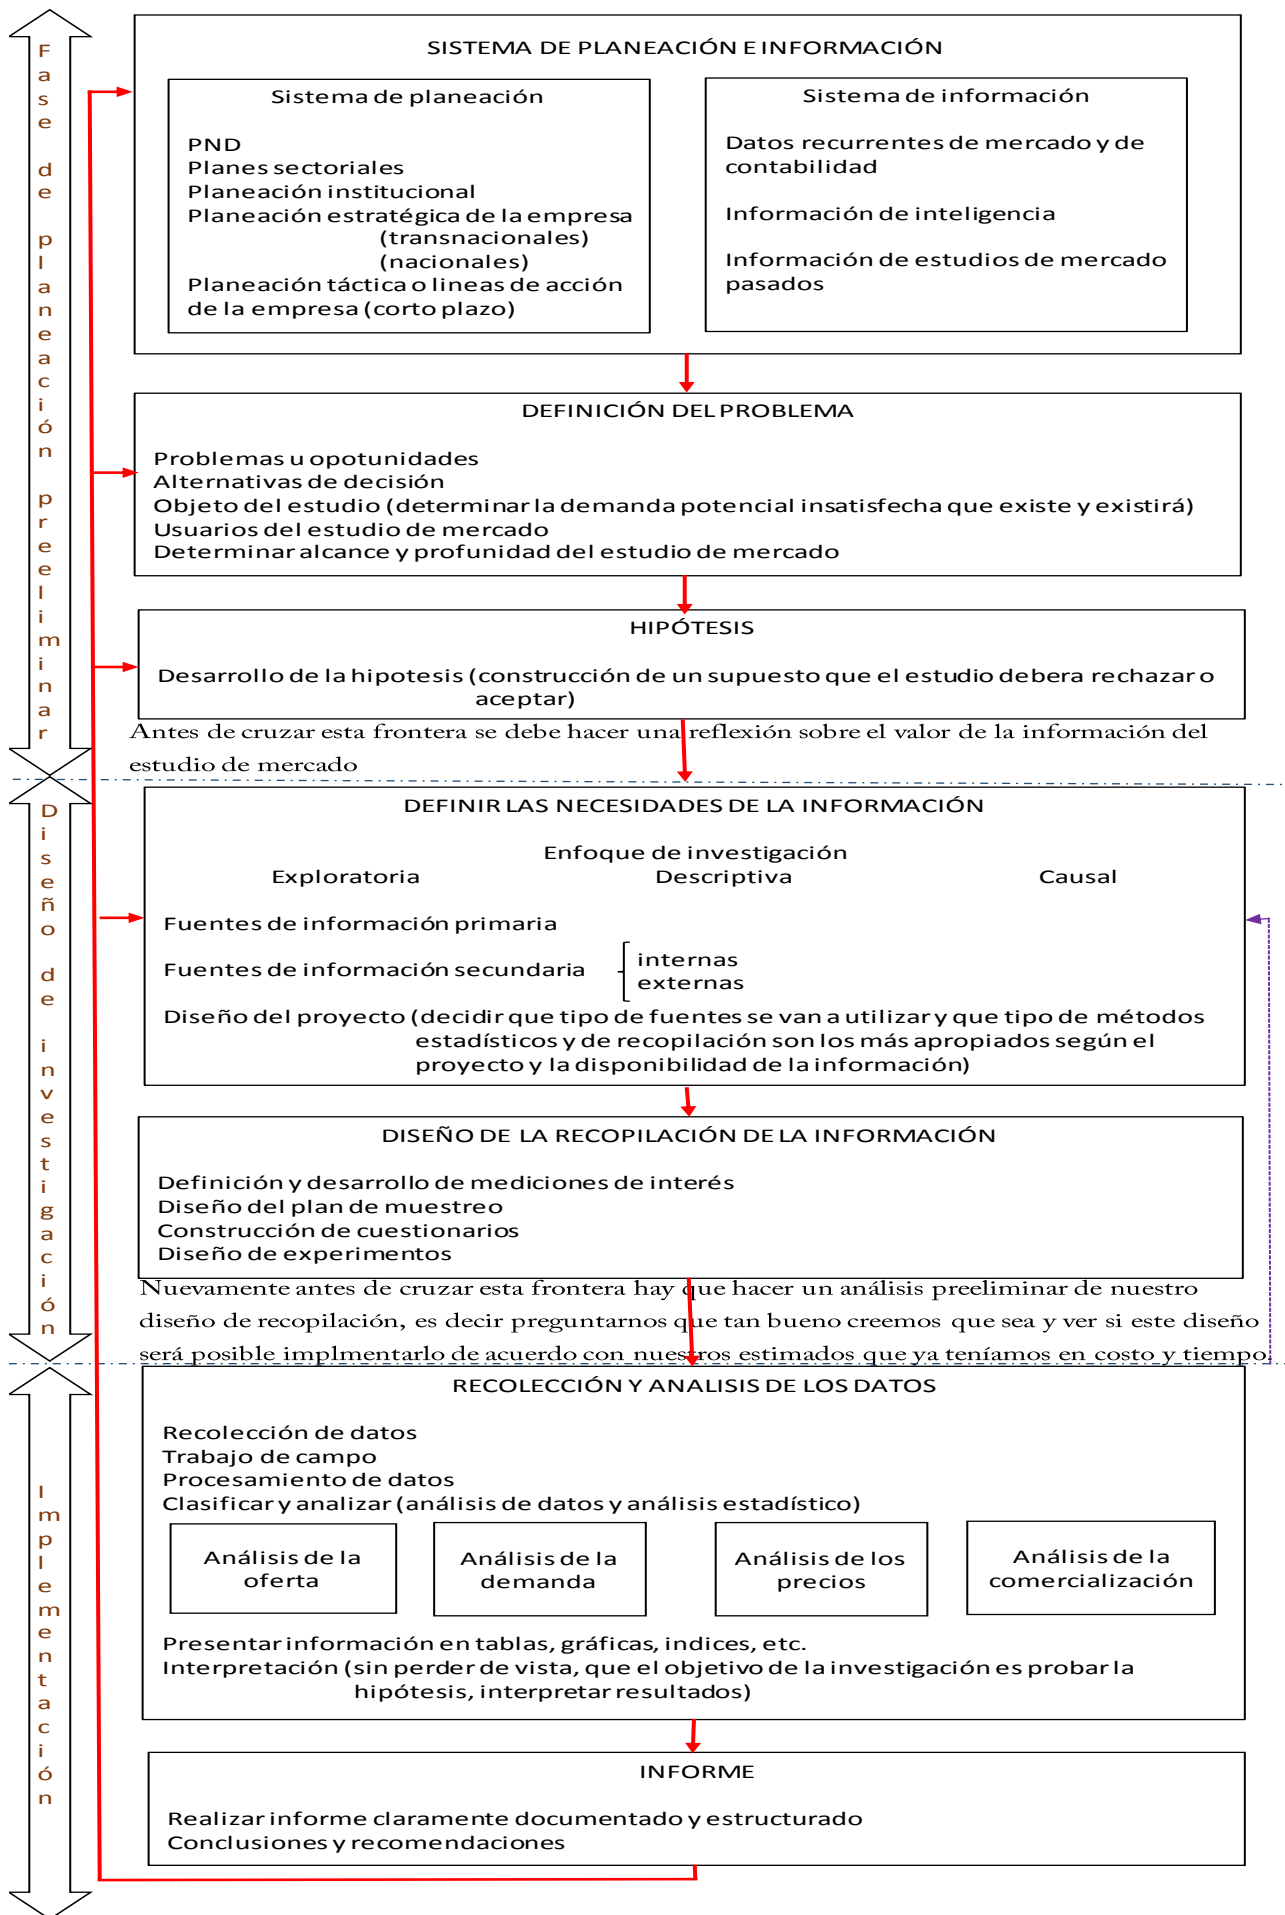 Fase de planeación preeliminar
SISTEMA DE PLANEACIÓN E INFORMACIÓN
Sistema de planeación
PND
Planes sectoriales
Planeación institucional
Planeación estratégica de la empresa
(transnacionales)
(nacionales)
Planeación táctica o lineas de acción
de la empresa (corto plazo)
Sistema de información
Datos recurrentes de mercado y de
contabilidad
Información de inteligencia
Información de estudios de mercado
pasados
DEFINICIÓN DEL PROBLEMA
Problemas u opotunidades
Alternativas de decisión
Objeto del estudio (determinar la demanda potencial insatisfecha que existe y existirá)
Usuarios del estudio de mercado
Determinar alcance y profunidad del estudio de mercado
HIPÓTESIS
Desarrollo de la hipotesis (construcción de un supuesto que el estudio debera rechazar o
aceptar)
Antes de cruzar esta frontera se debe hacer una reflexión sobre el valor de la información del
estudio de mercado
Diseño de investigación
DEFINIR LAS NECESIDADES DE LA INFORMACIÓN
Enfoque de investigación
Exploratoria Descriptiva Causal
Fuentes de información primaria
Fuentes de información secundaria
internas
externas
Diseño del proyecto (decidir que tipo de fuentes se van a utilizar y que tipo de métodos
estadísticos y de recopilación son los más apropiados según el
proyecto y la disponibilidad de la información)
DISEÑO DE LA RECOPILACIÓN DE LA INFORMACIÓN
Definición y desarrollo de mediciones de interés
Diseño del plan de muestreo
Construcción de cuestionarios
Diseño de experimentos
Nuevamente antes de cruzar esta frontera hay que hacer un análisis preeliminar de nuestro
diseño de recopilación, es decir preguntarnos que tan bueno creemos que sea y ver si este diseño
será posible implmentarlo de acuerdo con nuestros estimados que ya teníamos en costo y tiempo.
Implementación
RECOLECCIÓN Y ANALISIS DE LOS DATOS
Recolección de datos
Trabajo de campo
Procesamiento de datos
Clasificar y analizar (análisis de datos y análisis estadístico)
Análisis de la
oferta
Análisis de la
demanda
Análisis de los
precios
Análisis de la
comercialización
Presentar información en tablas, gráficas, indices, etc.
Interpretación (sin perder de vista, que el objetivo de la investigación es probar la
hipótesis, interpretar resultados)
INFORME
Realizar informe claramente documentado y estructurado
Conclusiones y recomendaciones